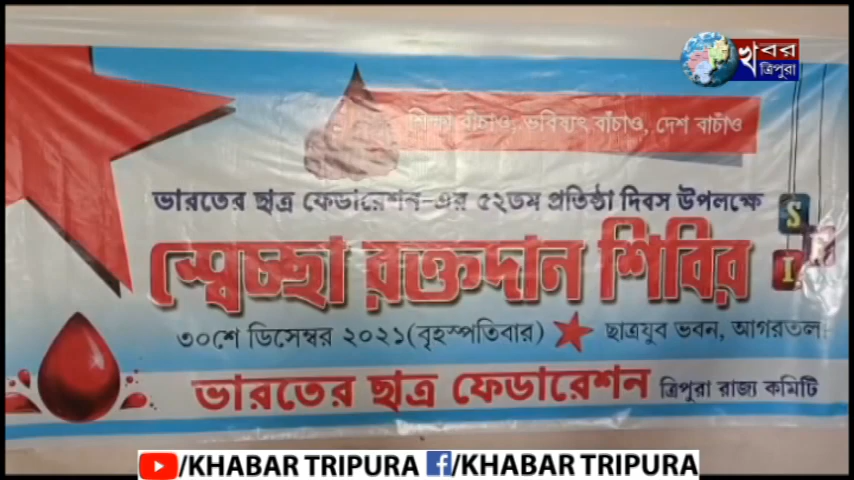 খবর
ত্রিপুরা
শিক্ষা বাঁচাও, ভবিষ্যৎ বাঁচাও, দেশ বাঁচাও
ভারতের ছাত্র ফেডারেশন-এর ৫২তম প্রতিষ্ঠা দিবস উপলক্ষে
S
I
স্বেচ্ছা রক্তদান শিবির
৩০শে ডিসেম্বর ২০২১(বৃহস্পতিবার) ছাত্রযুব ভবন, আগরতলা
ভারতের ছাত্র ফেডারেশন ত্রিপুরা রাজ্য কমিটি
/KHABAR TRIPURA f/KHABAR TRIPURA